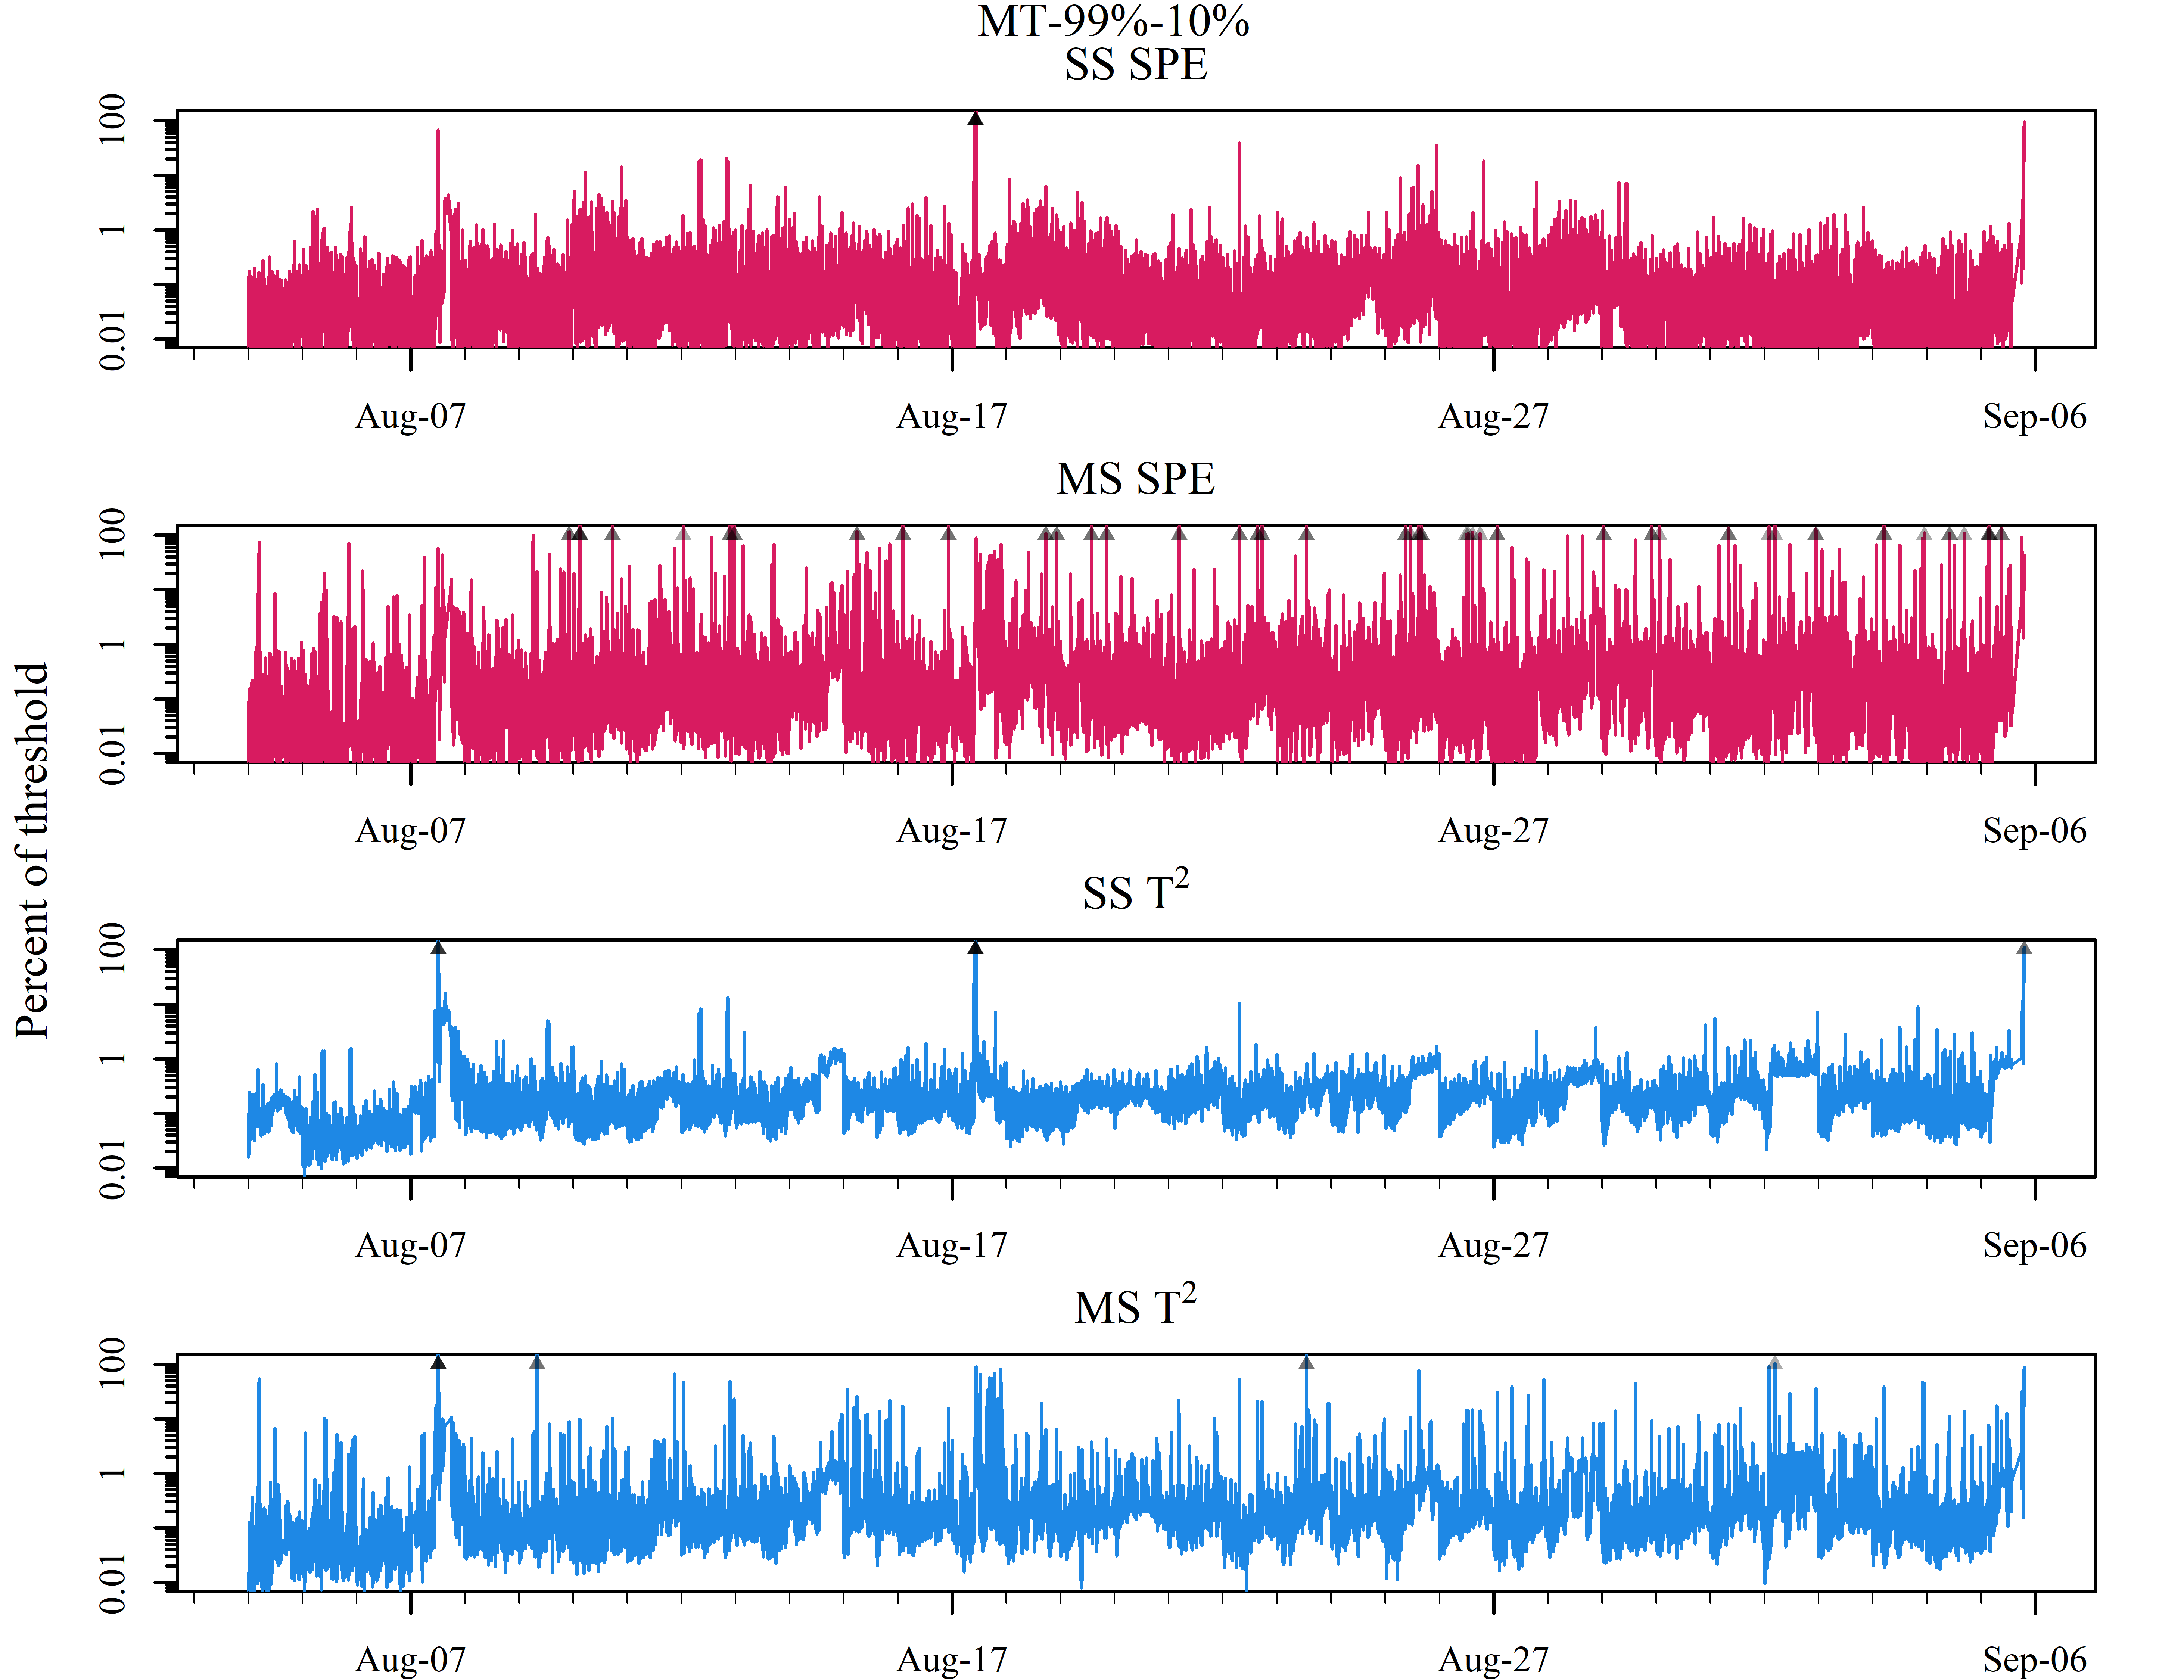 MT-99%-10%
SS SPE
100
1
0.01
Aug-07 Aug-17 Aug-27 Sep-06
MS SPE
100
1
0.01
Aug-07 Aug-17 Aug-27 Sep-06
Percent of threshold
SS T²
100
1
0.01
Aug-07 Aug-17 Aug-27 Sep-06
MS T²
100
1
0.01
Aug-07 Aug-17 Aug-27 Sep-06